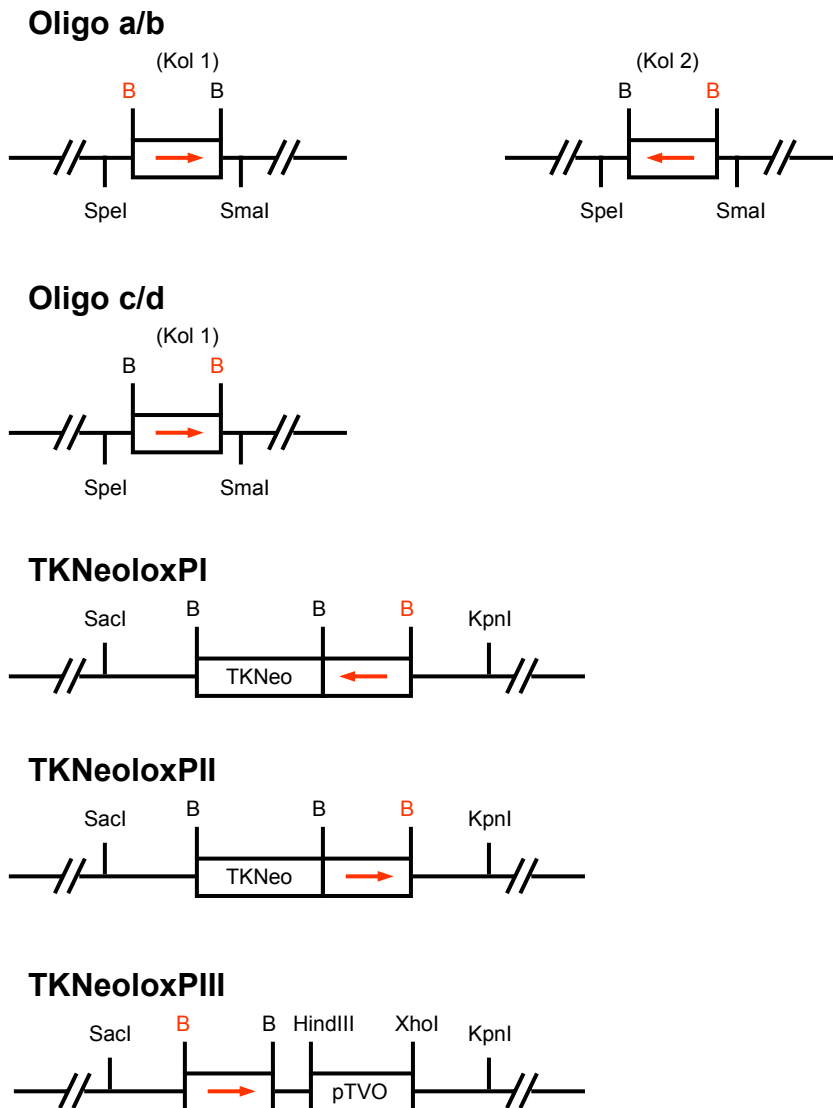 Oligo a/b
(Kol 1) (Kol 2)
B B B B
SpeI SmaI SpeI SmaI
Oligo c/d
(Kol 1)
B B
SpeI SmaI
TKNeoloxPI
SacI B B B KpnI
TKNeo
TKNeoloxPII
SacI B B B KpnI
TKNeo
TKNeoloxPIII
SacI B B HindIII XhoI KpnI
pTVO